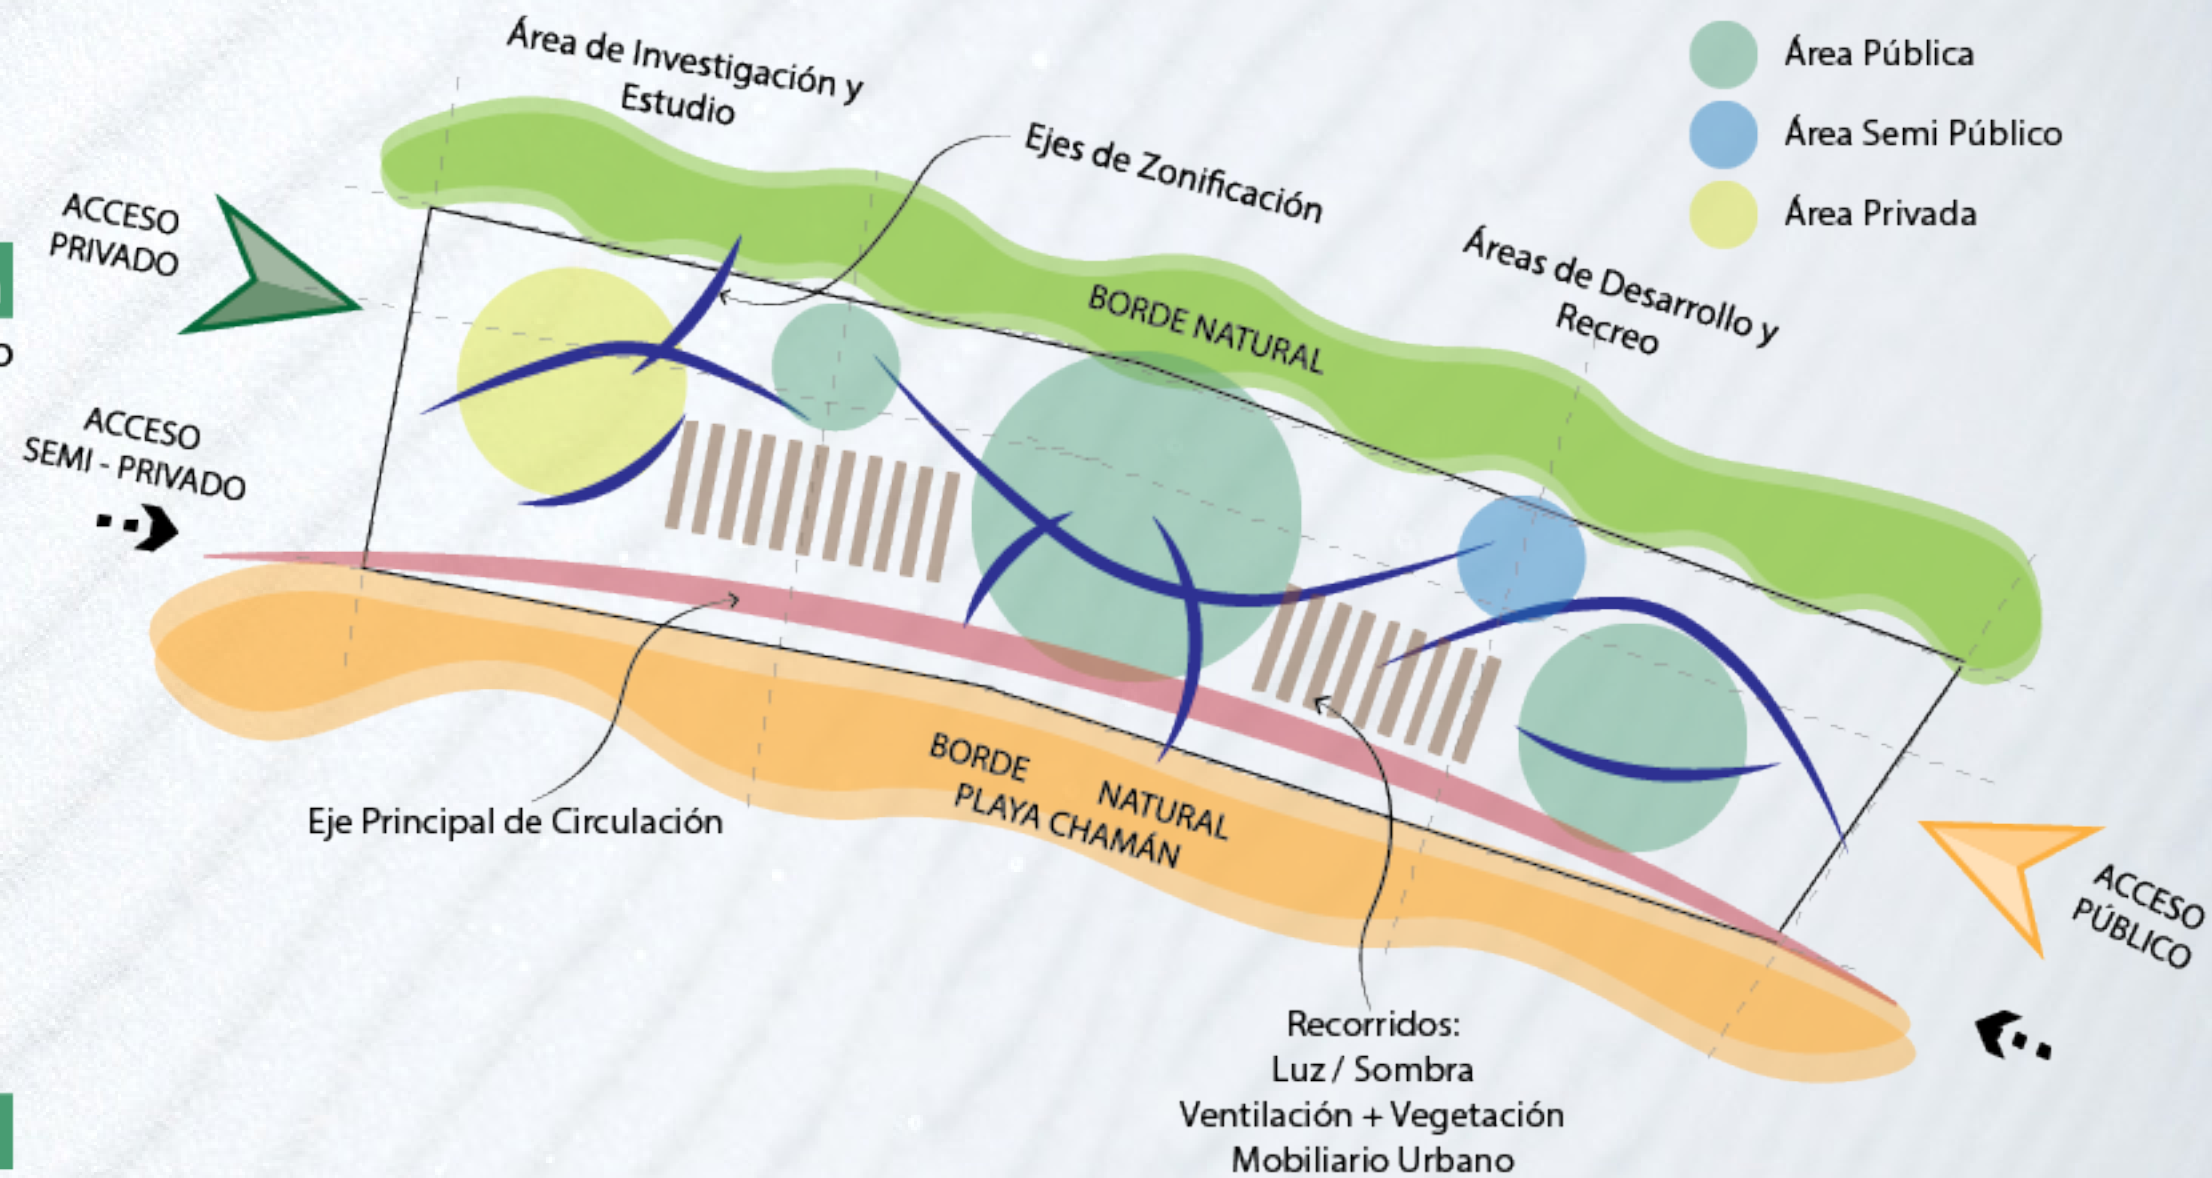 Área de Investigación y
Estudio
Ejes de Zonificación
Área Pública
Área Semi Público
Área Privada
ACCESO
PRIVADO
Áreas de Desarrollo y
Recreo
BORDE NATURAL
ACCESO
SEMI - PRIVADO
BORDE NATURAL
PLAYA CHAMÁN
Eje Principal de Circulación
ACCESO
PÚBLICO
Recorridos:
Luz / Sombra
Ventilación + Vegetación
Mobiliario Urbano